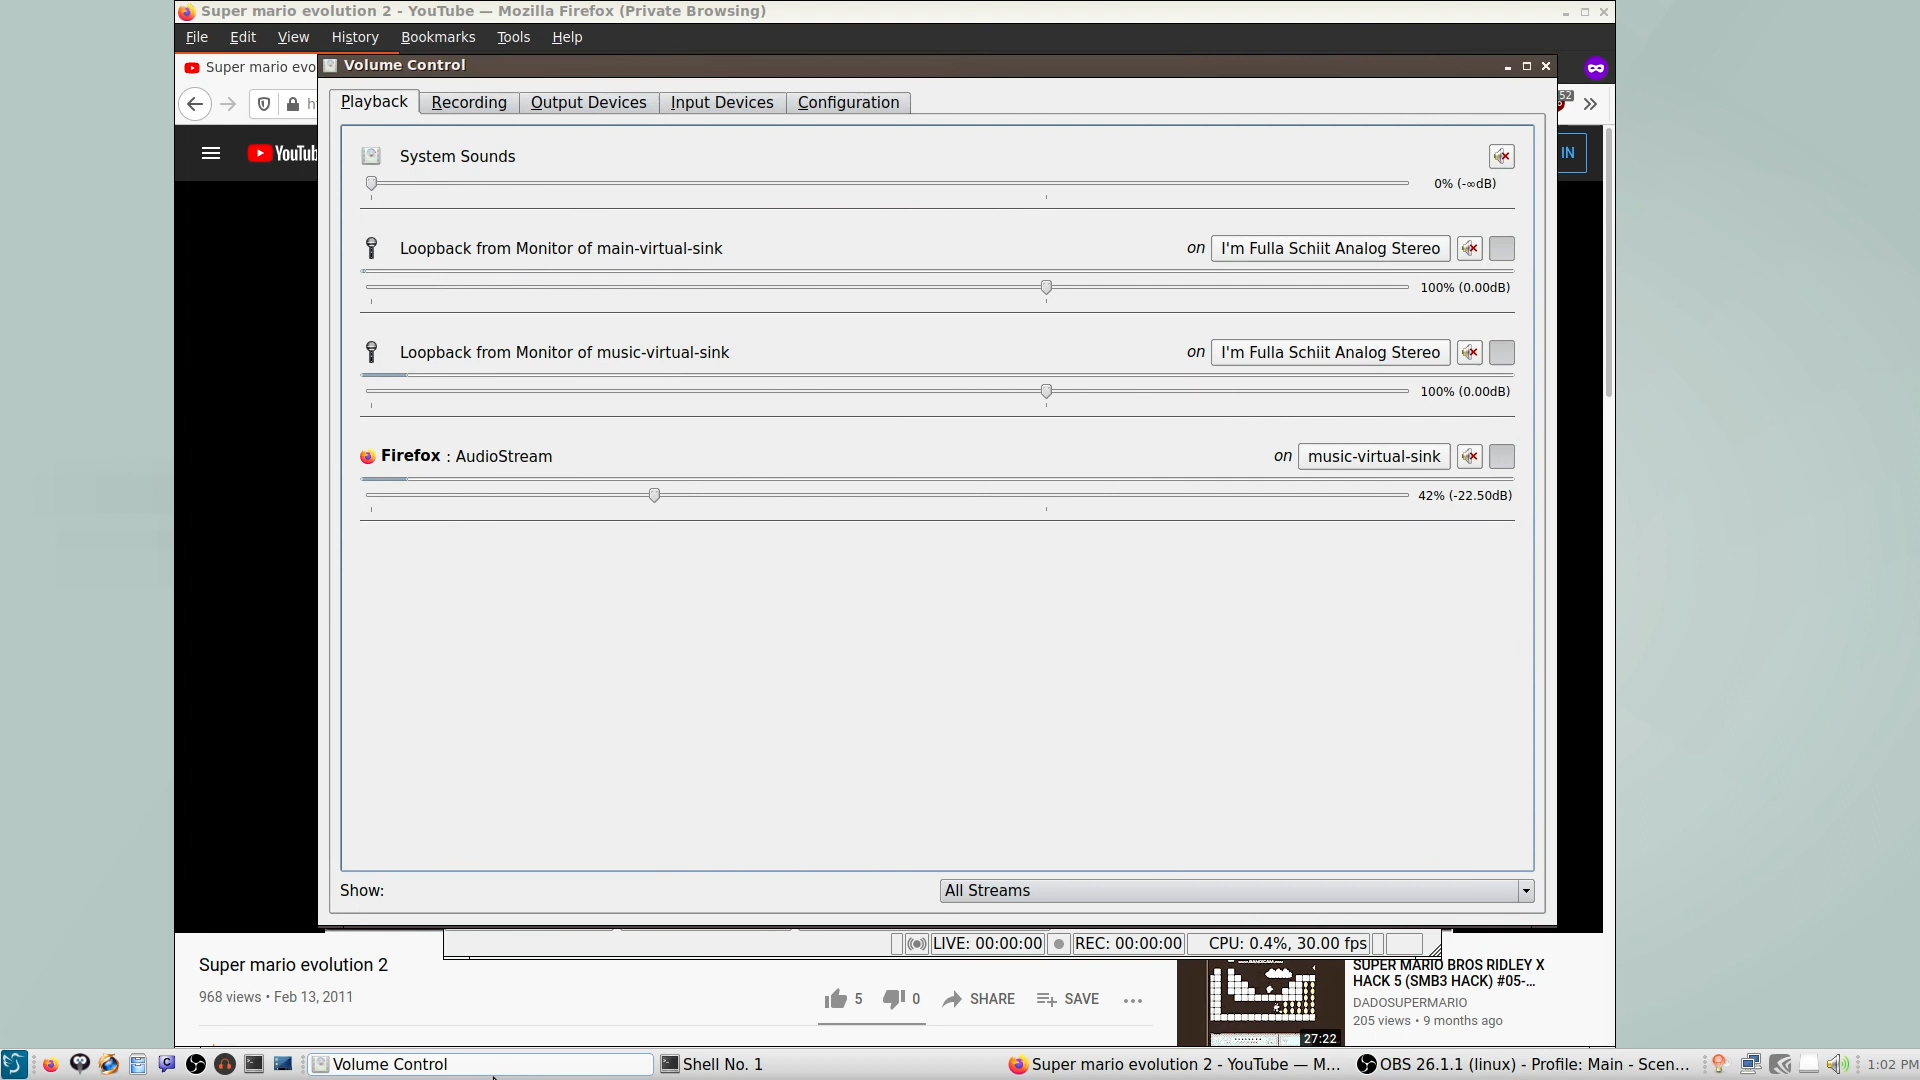 Super mario evolution 2 - YouTube — Mozilla Firefox (Private Browsing)
File Edit View History Bookmarks Tools Help
Super mario evo
Volume Control
52
Playback Recording Output Devices Input Devices Configuration
YouTub
IN
System Sounds
0% (-∞dB)
Loopback from Monitor of main-virtual-sink on I'm Fulla Schiit Analog Stereo
100% (0.00dB)
Loopback from Monitor of music-virtual-sink on I'm Fulla Schiit Analog Stereo
100% (0.00dB)
Firefox : AudioStream on music-virtual-sink
42% (-22.50dB)
Show: All Streams
LIVE: 00:00:00 REC: 00:00:00 CPU: 0.4%, 30.00 fps
Super mario evolution 2
968 views • Feb 13, 2011
5 0 SHARE SAVE
SUPER MARIO BROS RIDLEY X
HACK 5 (SMB3 HACK) #05-...
DADOSUPERMARIO
205 views • 9 months ago
27:22
Volume Control Shell No. 1 Super mario evolution 2 - YouTube — M... OBS 26.1.1 (linux) - Profile: Main - Scen... 1:02 PM